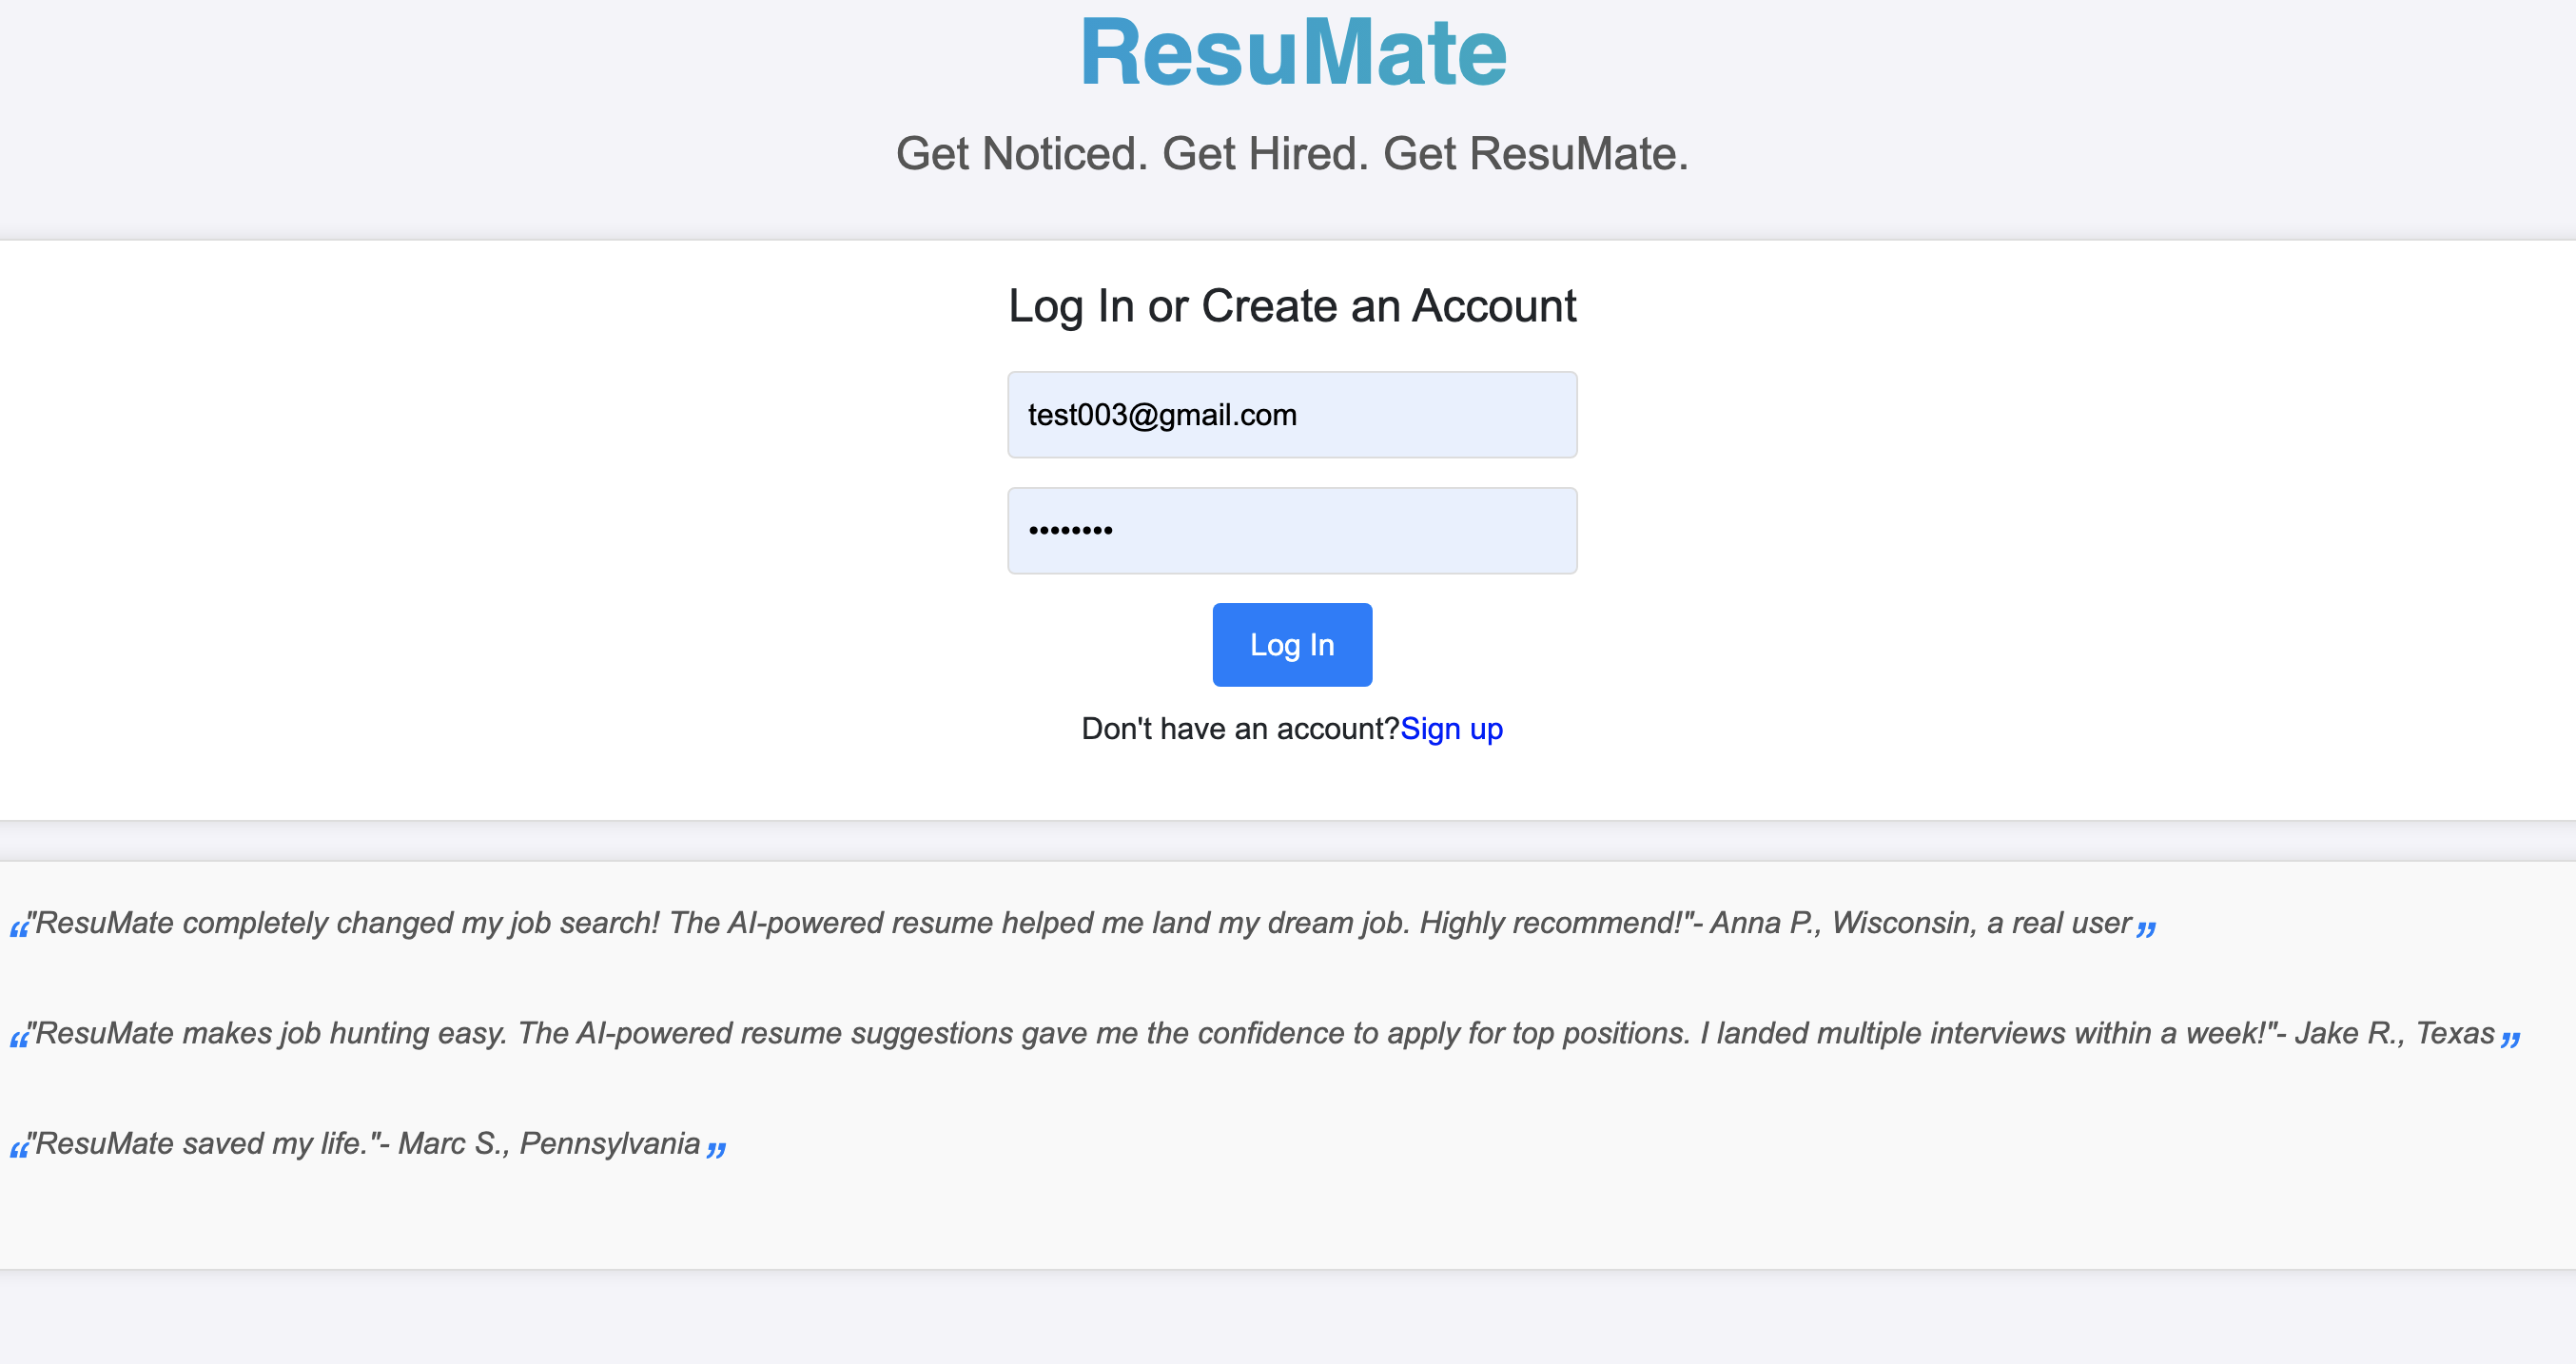 ResuMate
Get Noticed. Get Hired. Get ResuMate.
Log In or Create an Account
test003@gmail.com
••••••••
Log In
Don't have an account?Sign up
“"ResuMate completely changed my job search! The AI-powered resume helped me land my dream job. Highly recommend!"- Anna P., Wisconsin, a real user”
“"ResuMate makes job hunting easy. The AI-powered resume suggestions gave me the confidence to apply for top positions. I landed multiple interviews within a week!"- Jake R., Texas”
“"ResuMate saved my life."- Marc S., Pennsylvania”